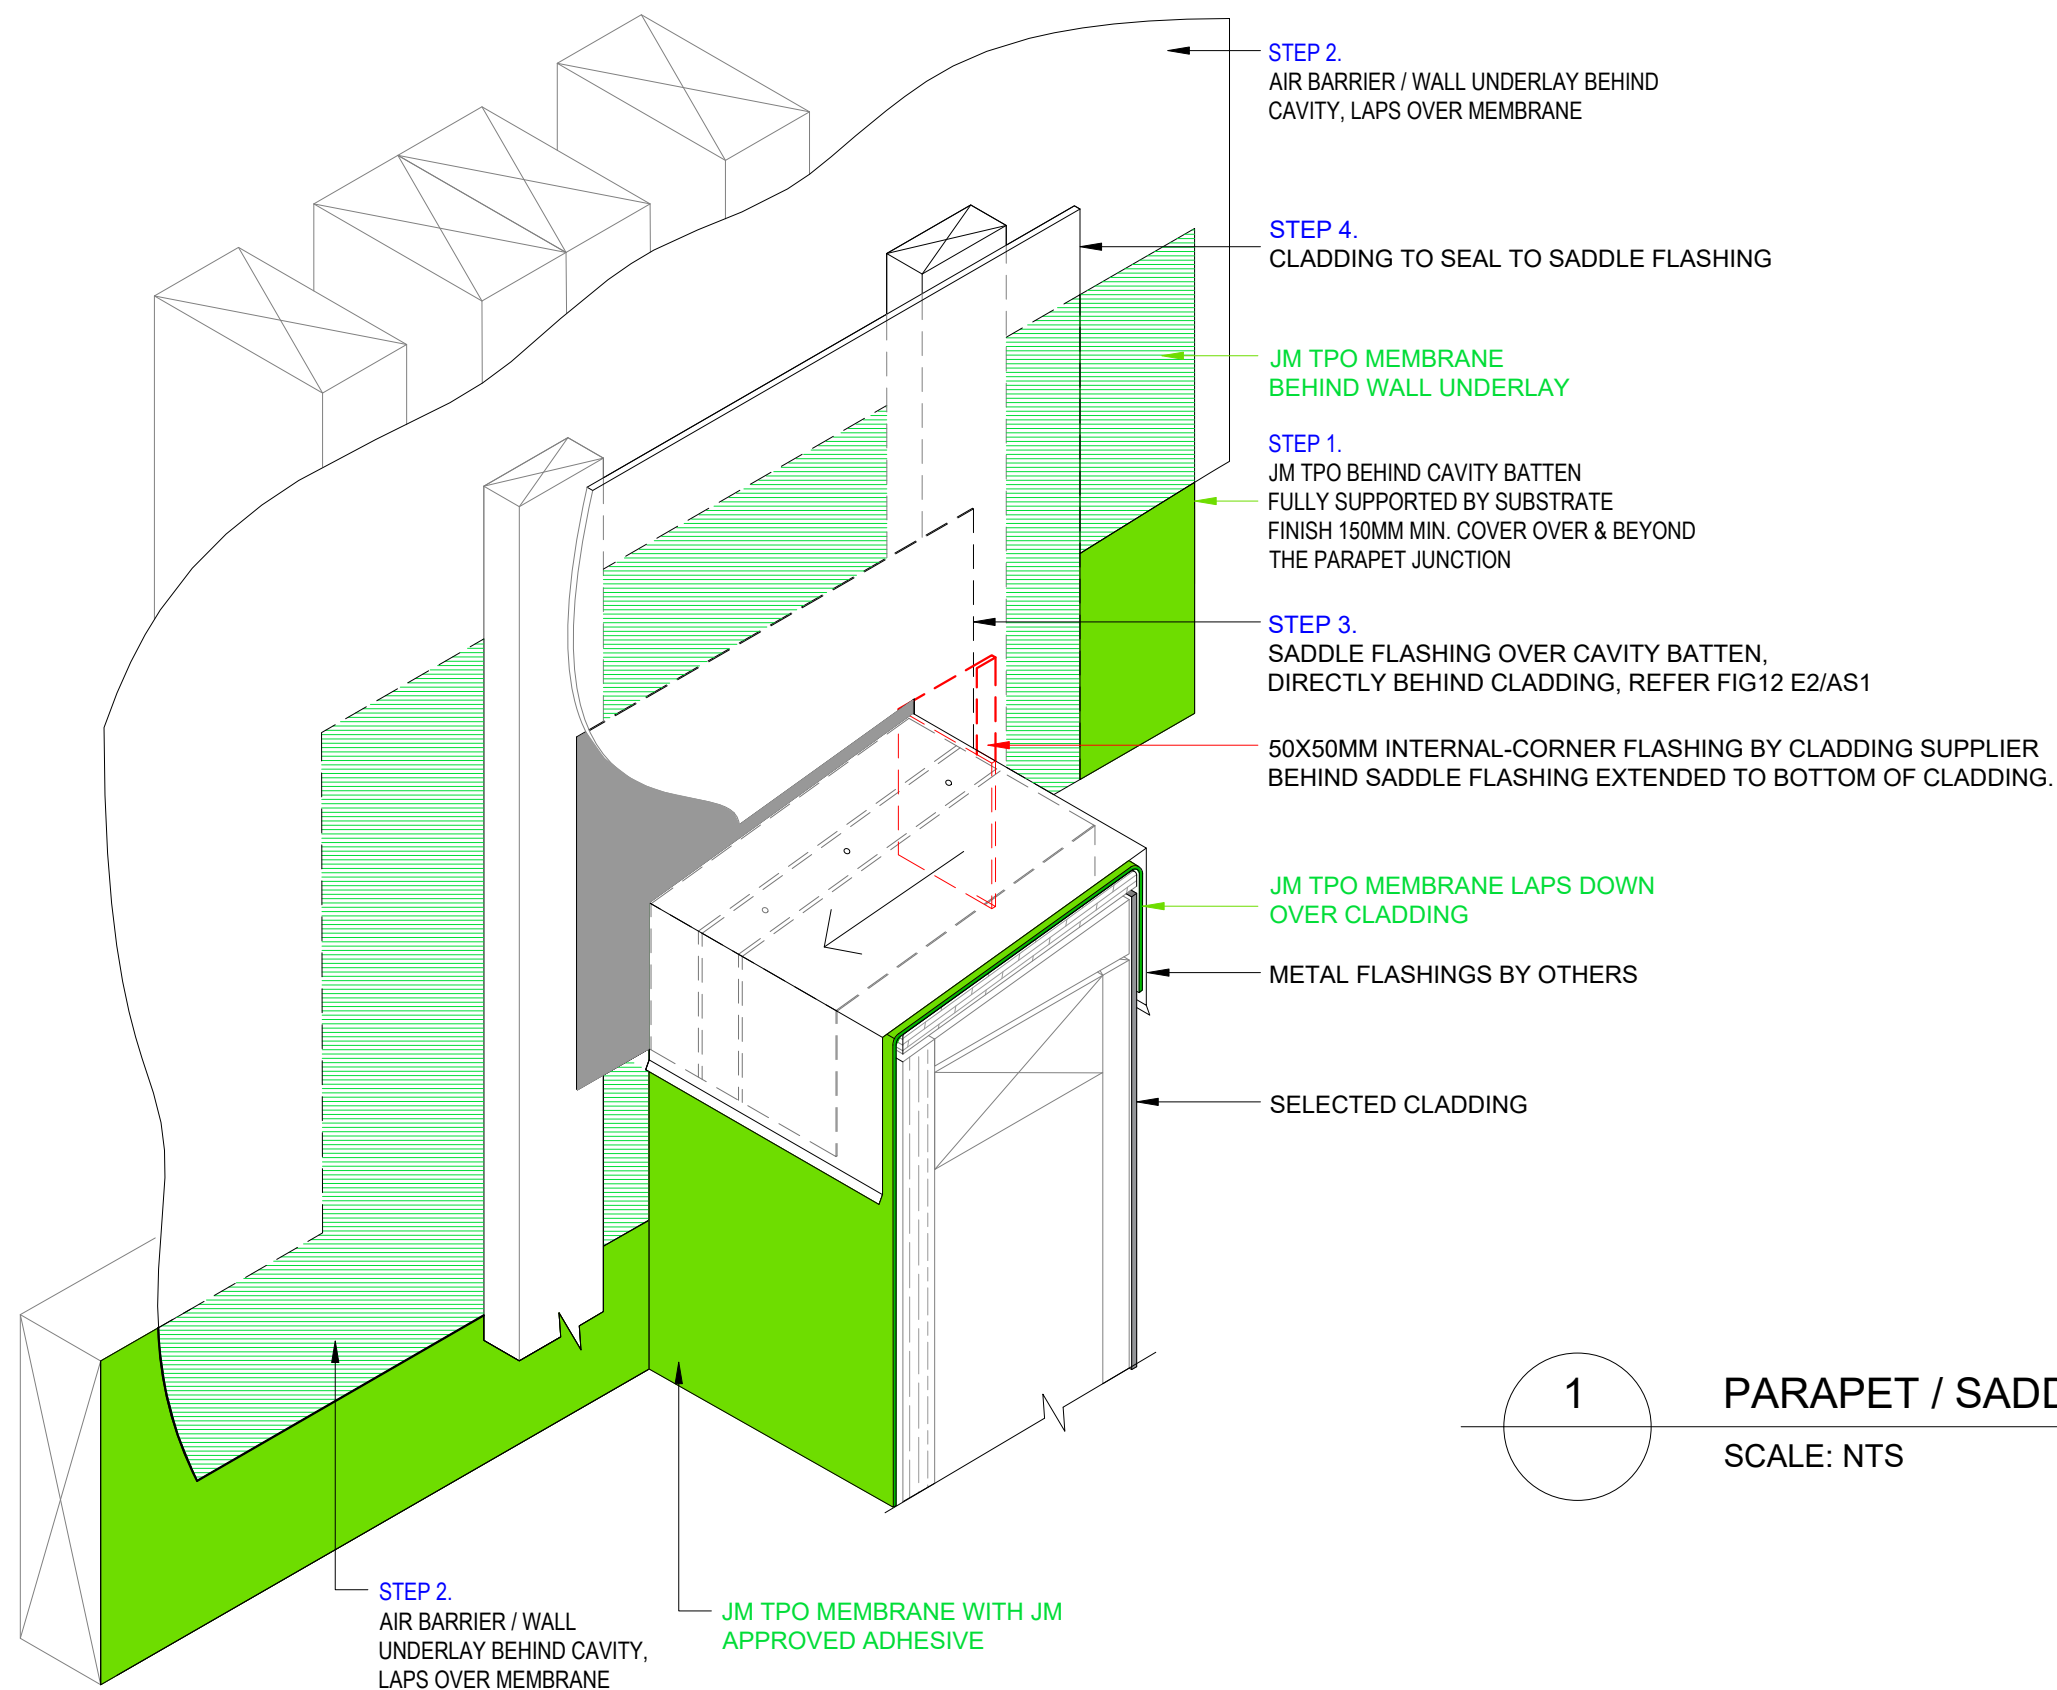 STEP 2.
AIR BARRIER / WALL UNDERLAY BEHIND
CAVITY, LAPS OVER MEMBRANE
STEP 4.
CLADDING TO SEAL TO SADDLE FLASHING
JM TPO MEMBRANE
BEHIND WALL UNDERLAY
STEP 1.
JM TPO BEHIND CAVITY BATTEN
FULLY SUPPORTED BY SUBSTRATE
FINISH 150MM MIN. COVER OVER & BEYOND
THE PARAPET JUNCTION
STEP 3.
SADDLE FLASHING OVER CAVITY BATTEN,
DIRECTLY BEHIND CLADDING, REFER FIG12 E2/AS1
50X50MM INTERNAL-CORNER FLASHING BY CLADDING SUPPLIER
BEHIND SADDLE FLASHING EXTENDED TO BOTTOM OF CLADDING.
JM TPO MEMBRANE LAPS DOWN
OVER CLADDING
METAL FLASHINGS BY OTHERS
SELECTED CLADDING
1
PARAPET / SADD
SCALE: NTS
STEP 2.
AIR BARRIER / WALL
UNDERLAY BEHIND CAVITY,
LAPS OVER MEMBRANE
JM TPO MEMBRANE WITH JM
APPROVED ADHESIVE